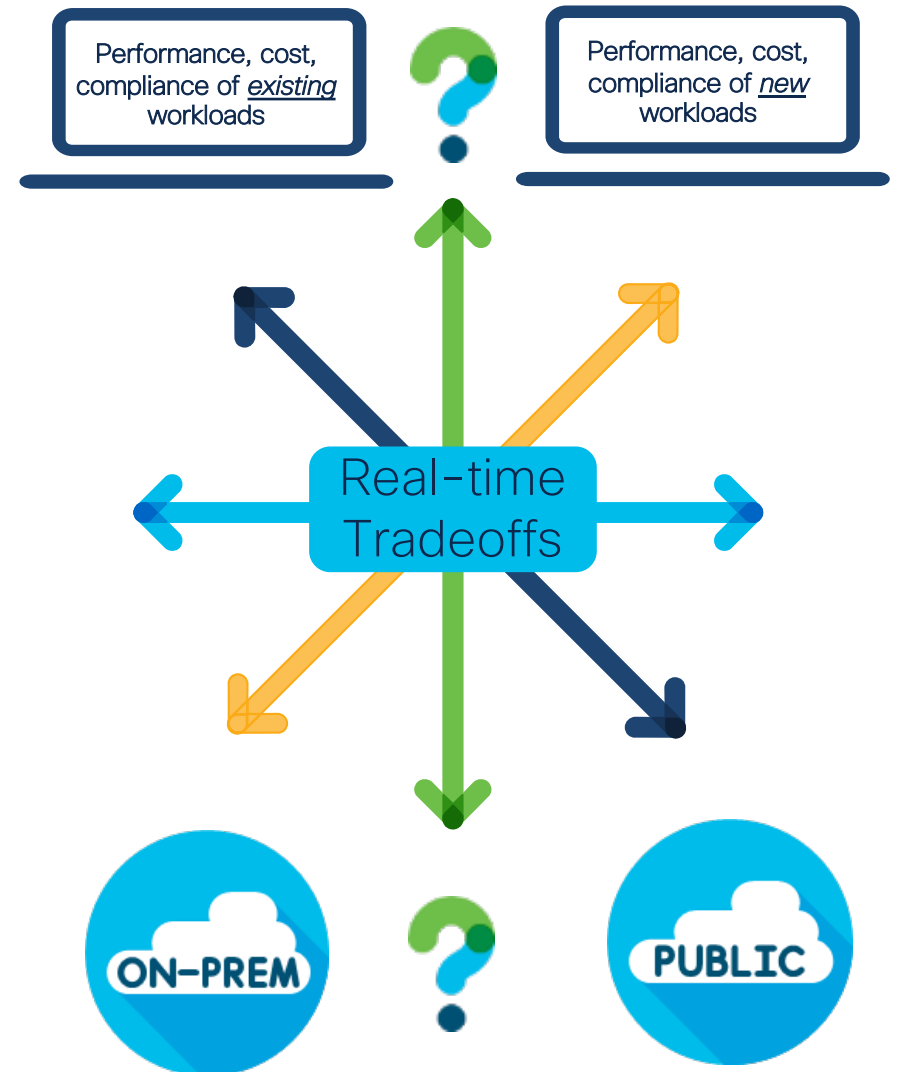 Performance, cost,
compliance of existing
workloads
?
Performance, cost,
compliance of new
workloads
Real-time
Tradeoffs
ON-PREM
?
PUBLIC